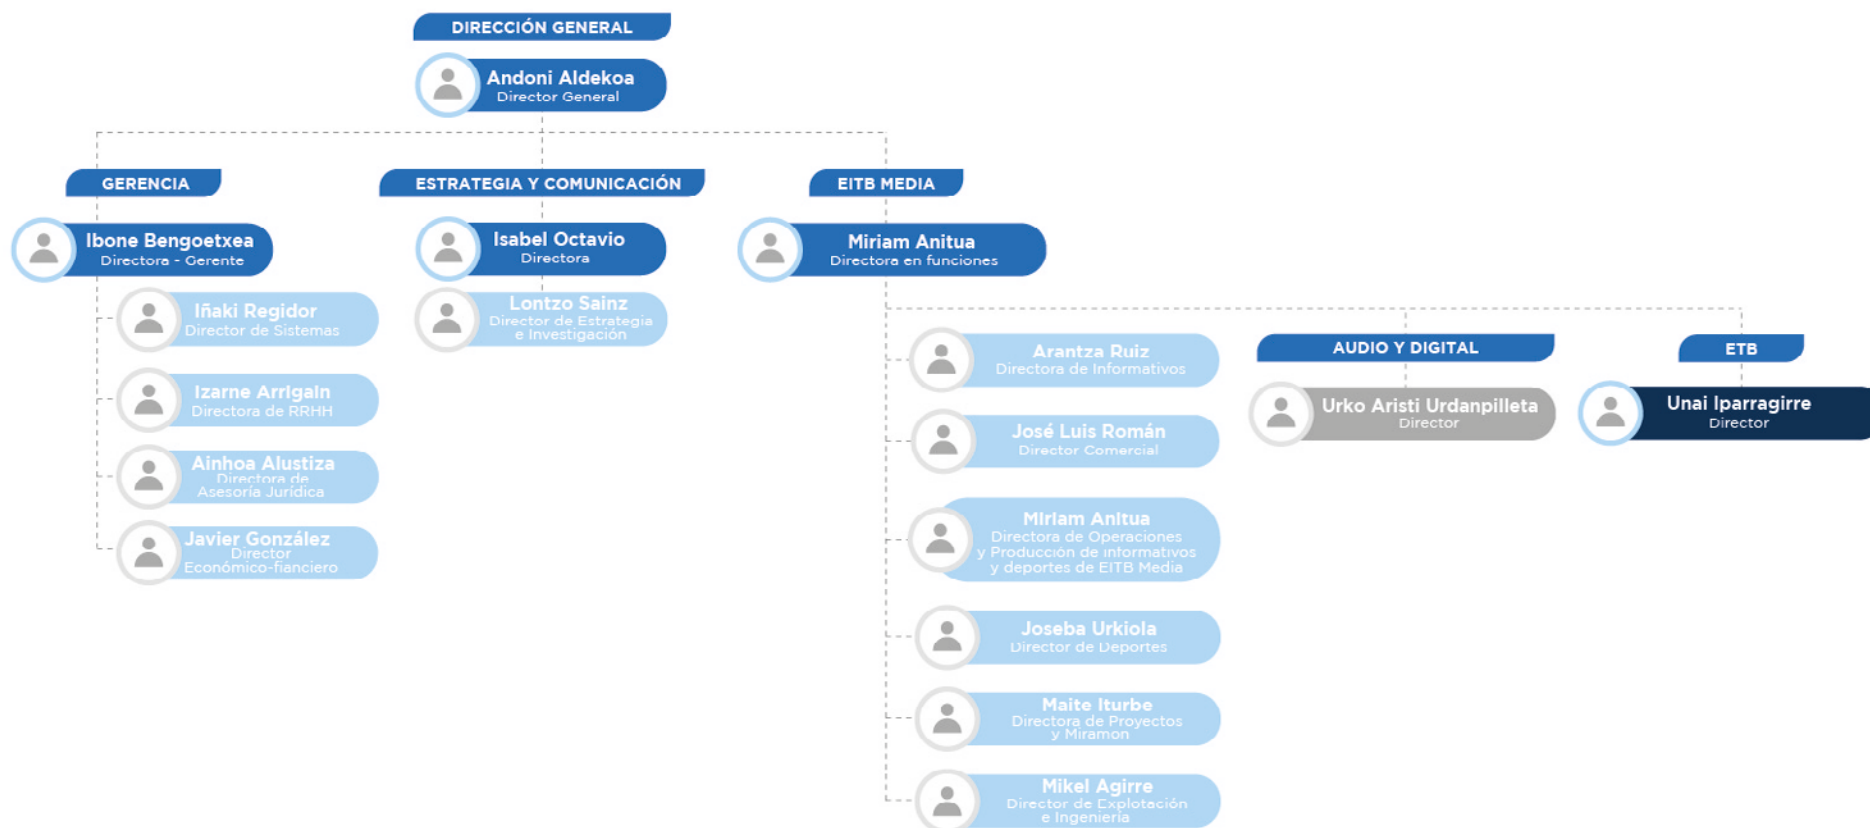 DIRECCIÓN GENERAL
Andoni Aldekoa
Director General
GERENCIA
Ibone Bengoetxea
Directora - Gerente
Iñaki Regidor
Director de Sistemas
Izarne Arrigain
Directora de RRHH
Ainhoa Alustiza
Directora de
Asesoría Jurídica
Javier González
Director
Económico-fianciero
ESTRATEGIA Y COMUNICACIÓN
Isabel Octavio
Directora
Lontzo Sainz
Director de Estrategia
e Investigación
EITB MEDIA
Miriam Anitua
Directora en funciones
Arantza Ruiz
Directora de Informativos
José Luis Román
Director Comercial
Miriam Anitua
Directora de Operaciones
y Producción de informativos
y deportes de EITB Media
Joseba Urkiola
Director de Deportes
Maite Iturbe
Directora de Proyectos
y Miramon
Mikel Agirre
Director de Explotación
e Ingeniería
AUDIO Y DIGITAL
Urko Aristi Urdanpilleta
Director
ETB
Unai Iparragirre
Director